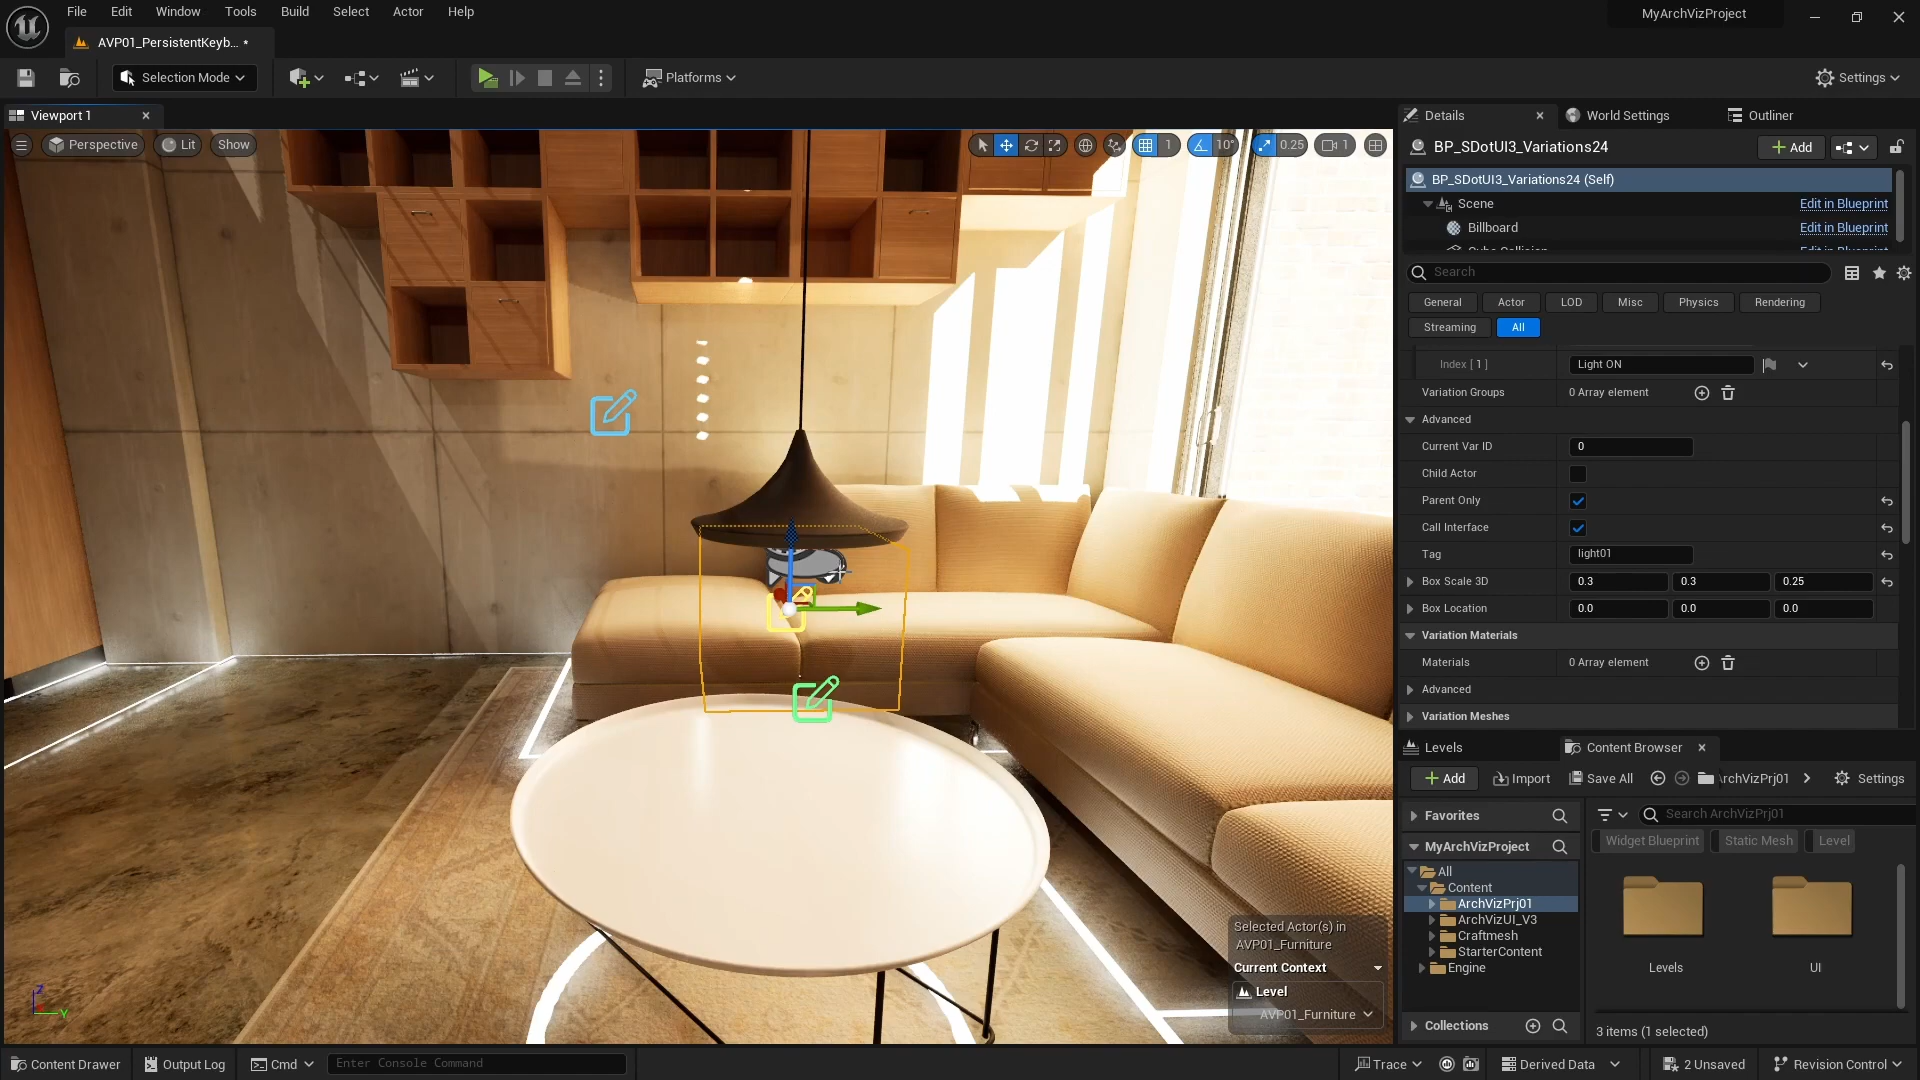 File Edit Window Tools Build Select Actor Help
MyArchVizProject
AVP01_PersistentKeyb... •
Selection Mode
Platforms
Settings
Viewport 1
Perspective Lit Show
1 10° 0.25 1
Details World Settings Outliner
BP_SDotUI3_Variations24
Add
BP_SDotUI3_Variations24 (Self)
Scene Edit in Blueprint
Billboard Edit in Blueprint
Search
General Actor LOD Misc Physics Rendering
Streaming All
Index [ 1 ] Light ON
Variation Groups 0 Array element
Advanced
Current Var ID 0
Child Actor
Parent Only
Call Interface
Tag light01
Box Scale 3D 0.3 0.3 0.25
Box Location 0.0 0.0 0.0
Variation Materials
Materials 0 Array element
Advanced
Variation Meshes
Levels Content Browser
Add Import Save All rchVizPrj01 Settings
Favorites
Search ArchVizPrj01
MyArchVizProject
Widget Blueprint Static Mesh Level
All
Content
ArchVizPrj01
ArchVizUI_V3
Craftmesh
StarterContent
Engine
Levels UI
Collections
3 items (1 selected)
Selected Actor(s) in
AVP01_Furniture
Current Context
Level
AVP01_Furniture
Z
Y
Content Drawer Output Log Cmd Enter Console Command
Trace Derived Data 2 Unsaved Revision Control